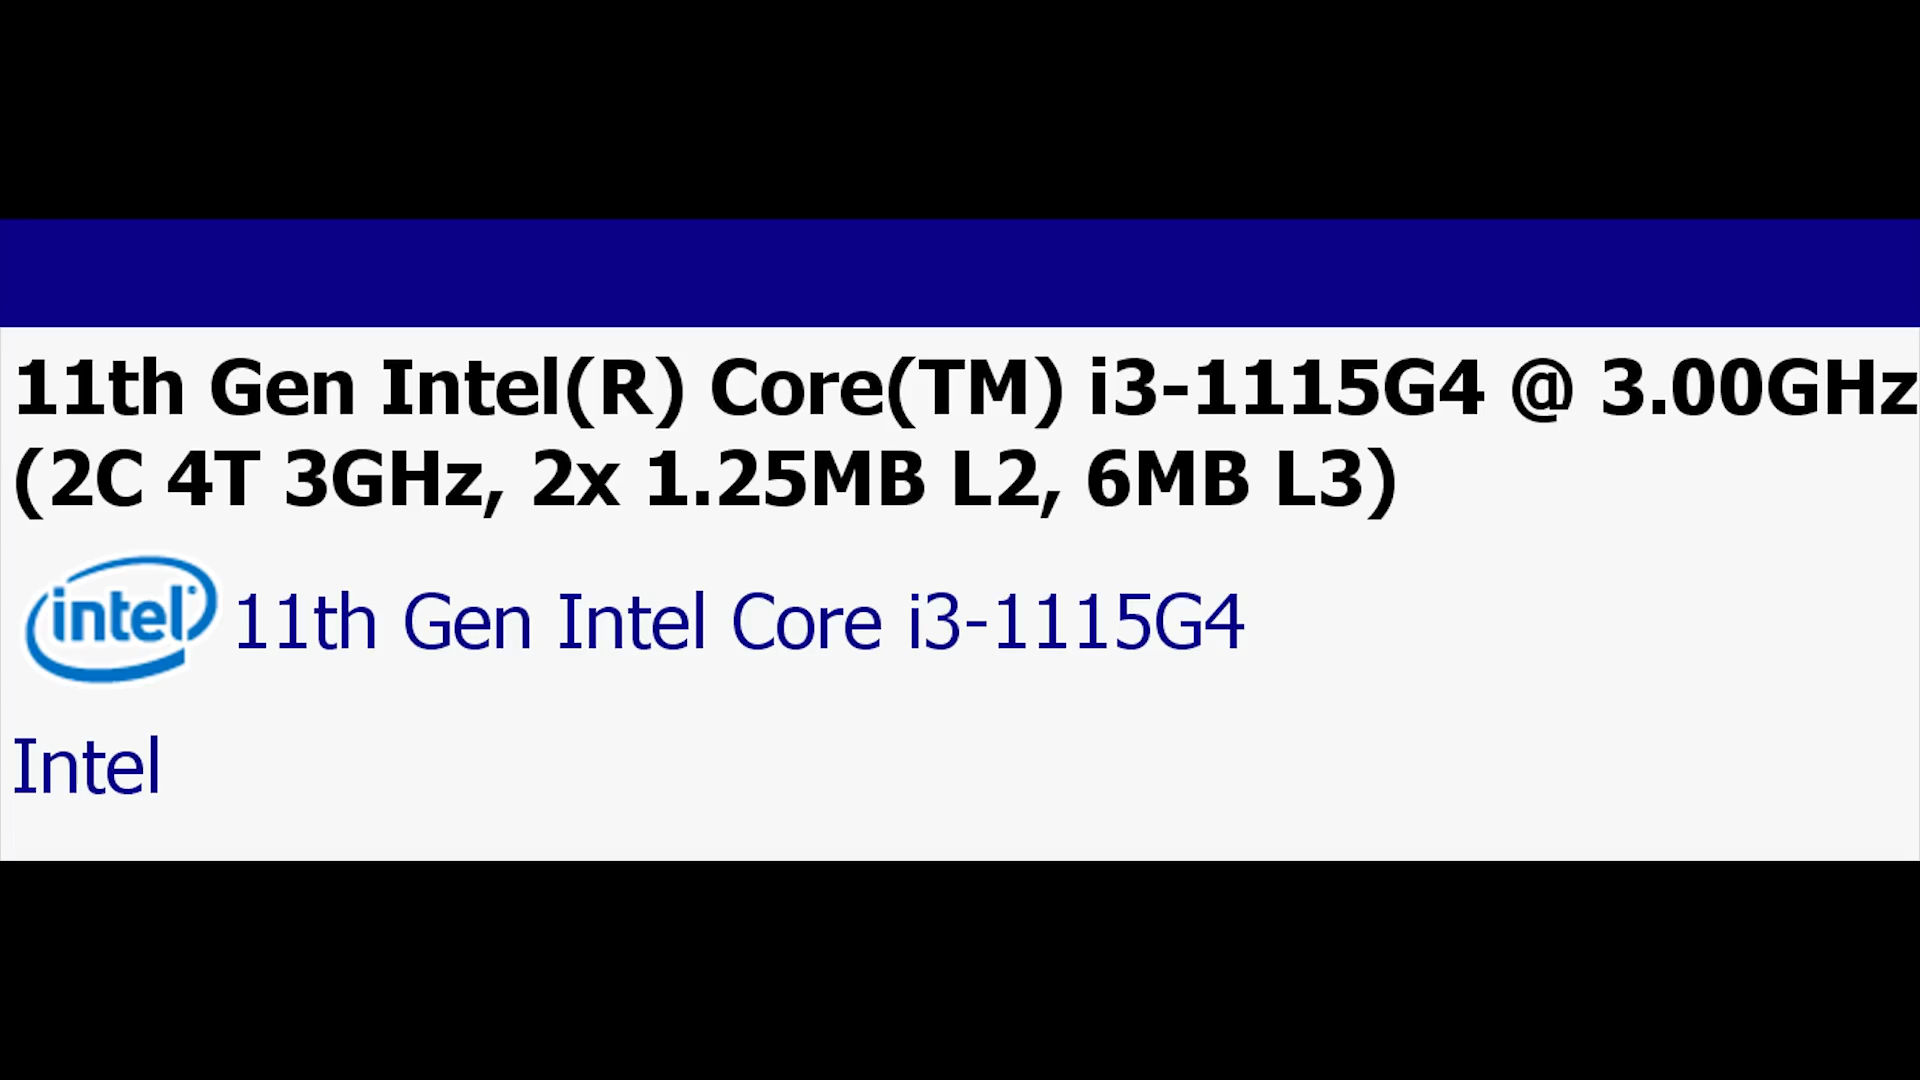 11th Gen Intel(R) Core(TM) i3-1115G4 @ 3.00GHz
(2C 4T 3GHz, 2x 1.25MB L2, 6MB L3)
intel 11th Gen Intel Core i3-1115G4
Intel